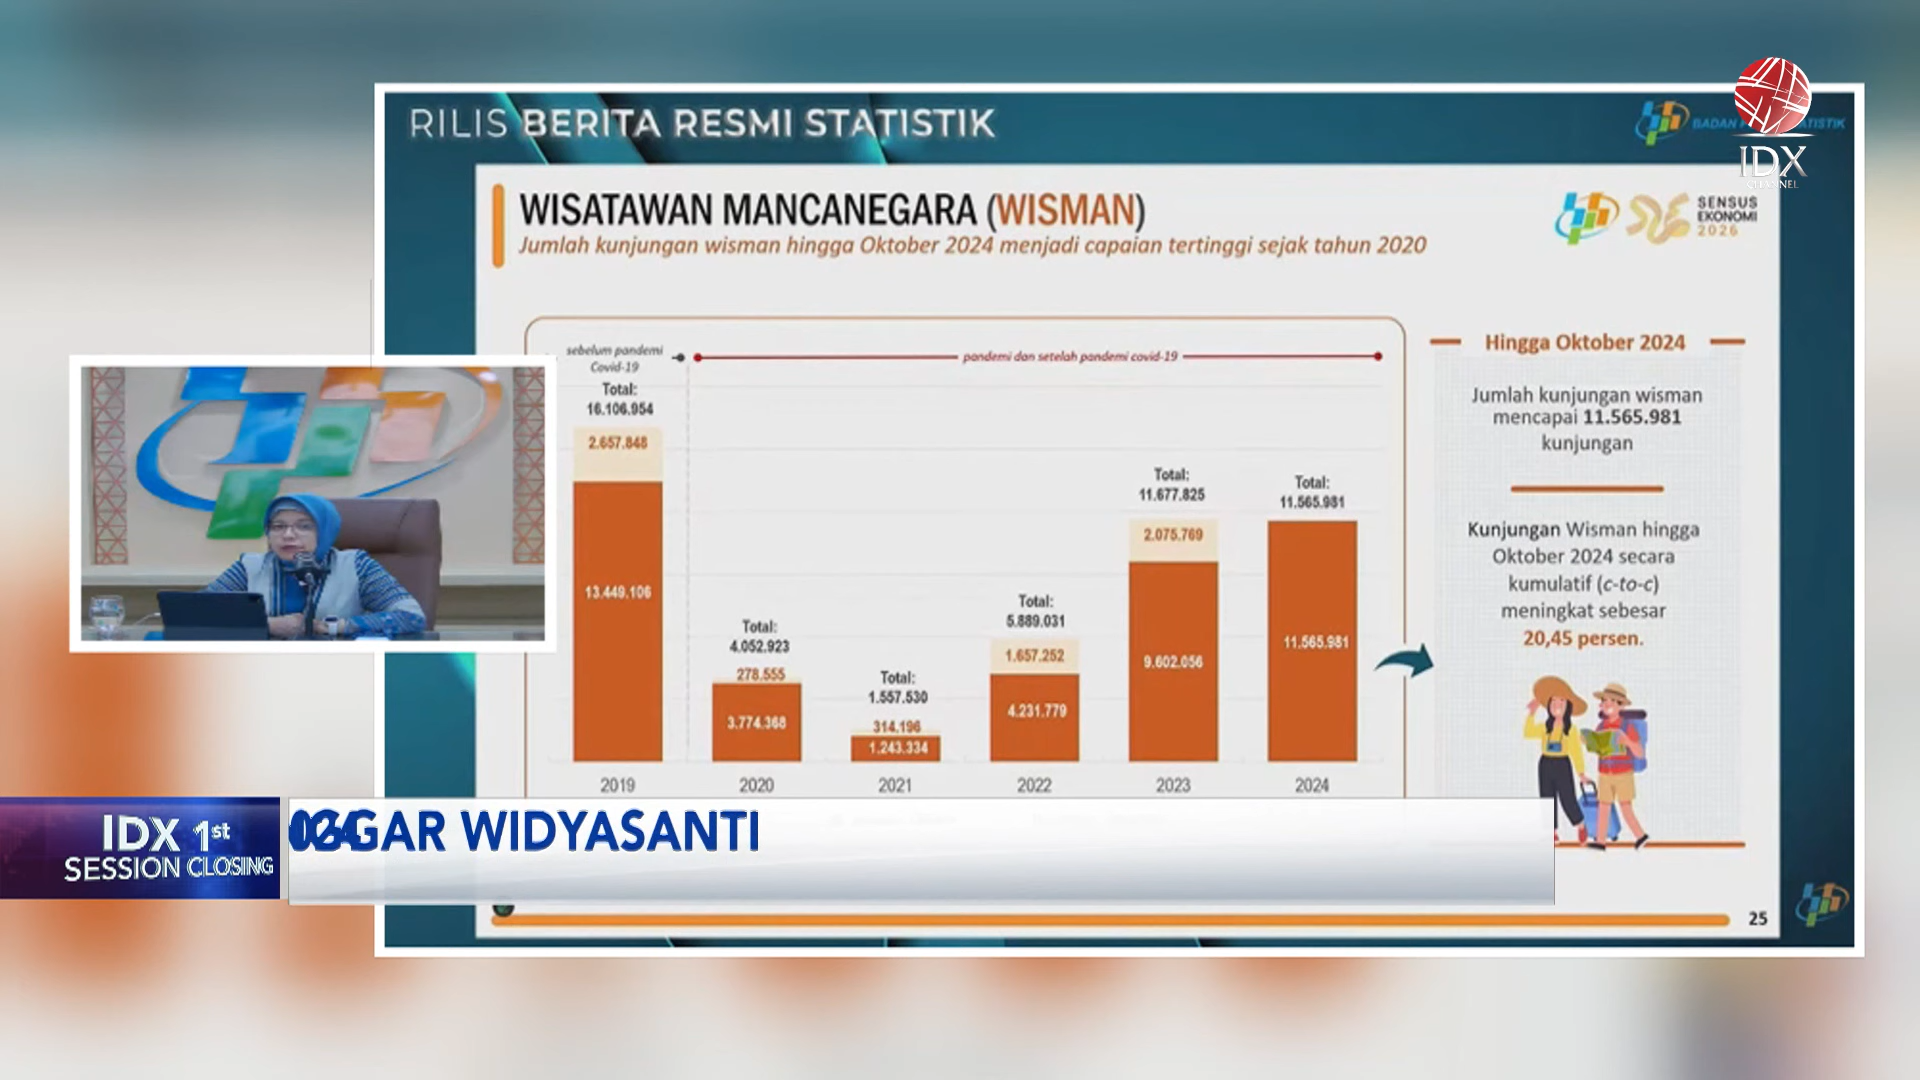 RILIS BERITA RESMI STATISTIK
IDX
CHANNEL
WISATAWAN MANCANEGARA (WISMAN)
Jumlah kunjungan wisman hingga Oktober 2024 menjadi capaian tertinggi sejak tahun 2020
SENSUS
EKONOMI
2026
sebelum pandemi
Covid-19
pandemi dan setelah pandemi covid-19
Total:
16.106.954
2.657.848
13.449.106
2019
Total:
4.052.923
278.555
3.774.368
2020
Total:
1.557.530
314.196
1.243.334
2021
Total:
5.889.031
1.657.252
4.231.779
2022
Total:
11.677.825
2.075.769
9.602.056
2023
Total:
11.565.981
11.565.981
2024
Hingga Oktober 2024
Jumlah kunjungan wisman
mencapai 11.565.981
kunjungan
Kunjungan Wisman hingga
Oktober 2024 secara
kumulatif (c-to-c)
meningkat sebesar
20,45 persen.
IDX 1st
SESSION CLOSING
WIDYASANTI
25